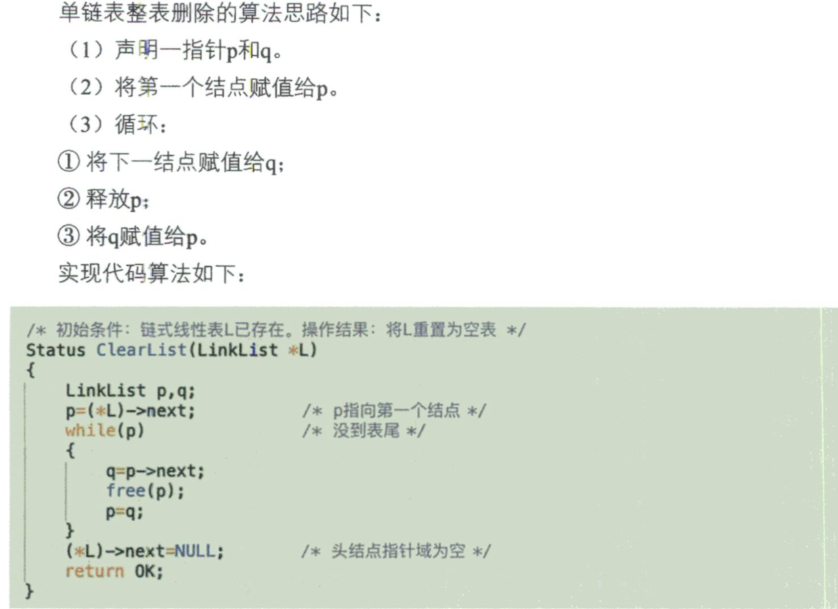 单链表整表删除的算法思路如下：
（1）声明一指针p和q。
（2）将第一个结点赋值给p。
（3）循环：
① 将下一结点赋值给q；
② 释放p；
③ 将q赋值给p。
实现代码算法如下：
/* 初始条件：链式线性表L已存在。操作结果：将L重置为空表 */
Status ClearList(LinkList *L)
{
    LinkList p,q;
    p=(*L)->next;           /* p指向第一个结点 */
    while(p)                /* 没到表尾 */
    {
        q=p->next;
        free(p);
        p=q;
    }
    (*L)->next=NULL;        /* 头结点指针域为空 */
    return OK;
}